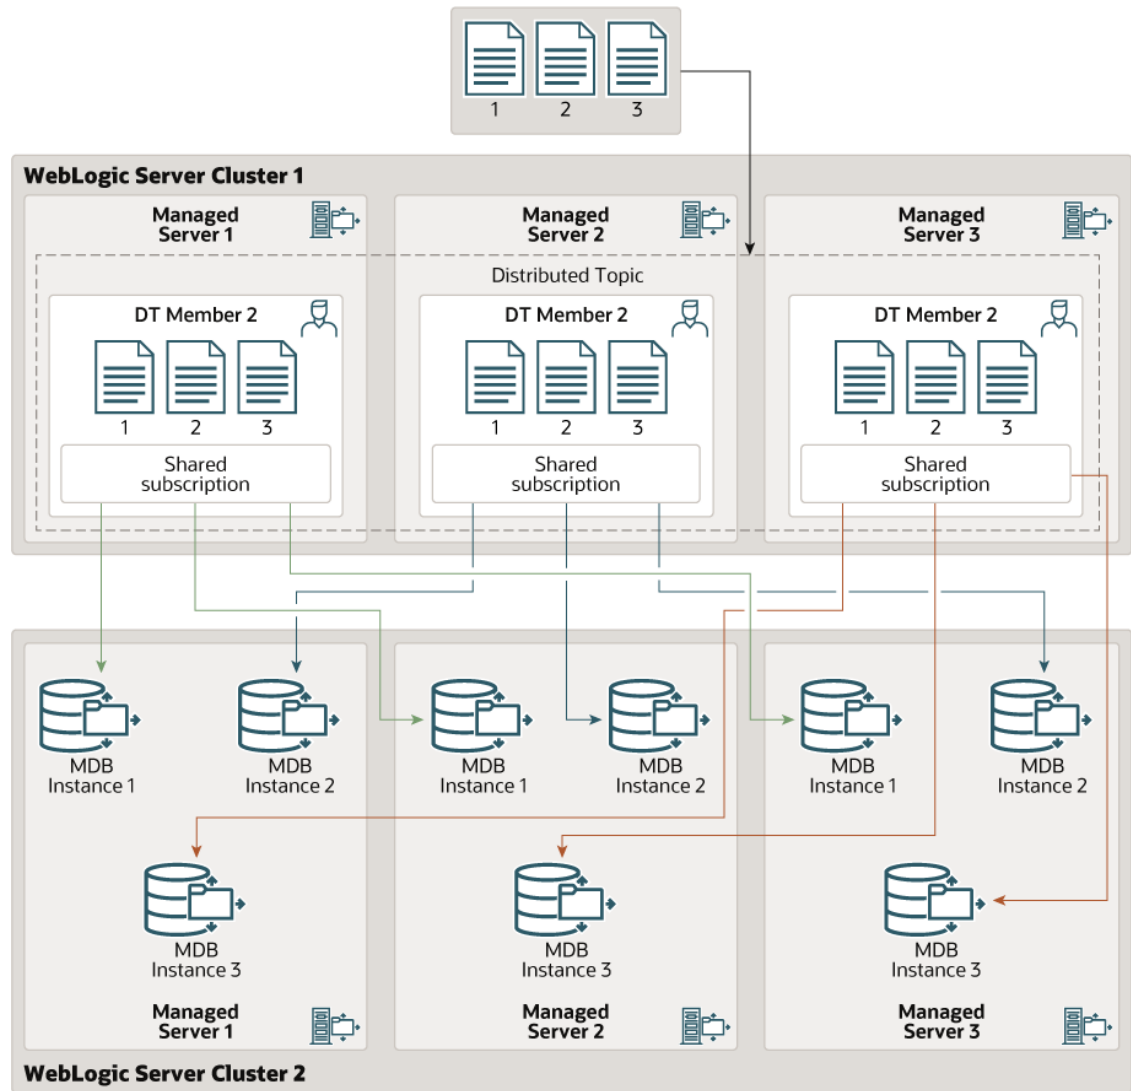 1 2 3
WebLogic Server Cluster 1
Managed
Server 1
Managed
Server 2
Managed
Server 3
Distributed Topic
DT Member 2
1 2 3
Shared
subscription
DT Member 2
1 2 3
Shared
subscription
DT Member 2
1 2 3
Shared
subscription
MDB
Instance 1
MDB
Instance 2
MDB
Instance 3
Managed
Server 1
MDB
Instance 1
MDB
Instance 2
MDB
Instance 3
Managed
Server 2
MDB
Instance 1
MDB
Instance 2
MDB
Instance 3
Managed
Server 3
WebLogic Server Cluster 2